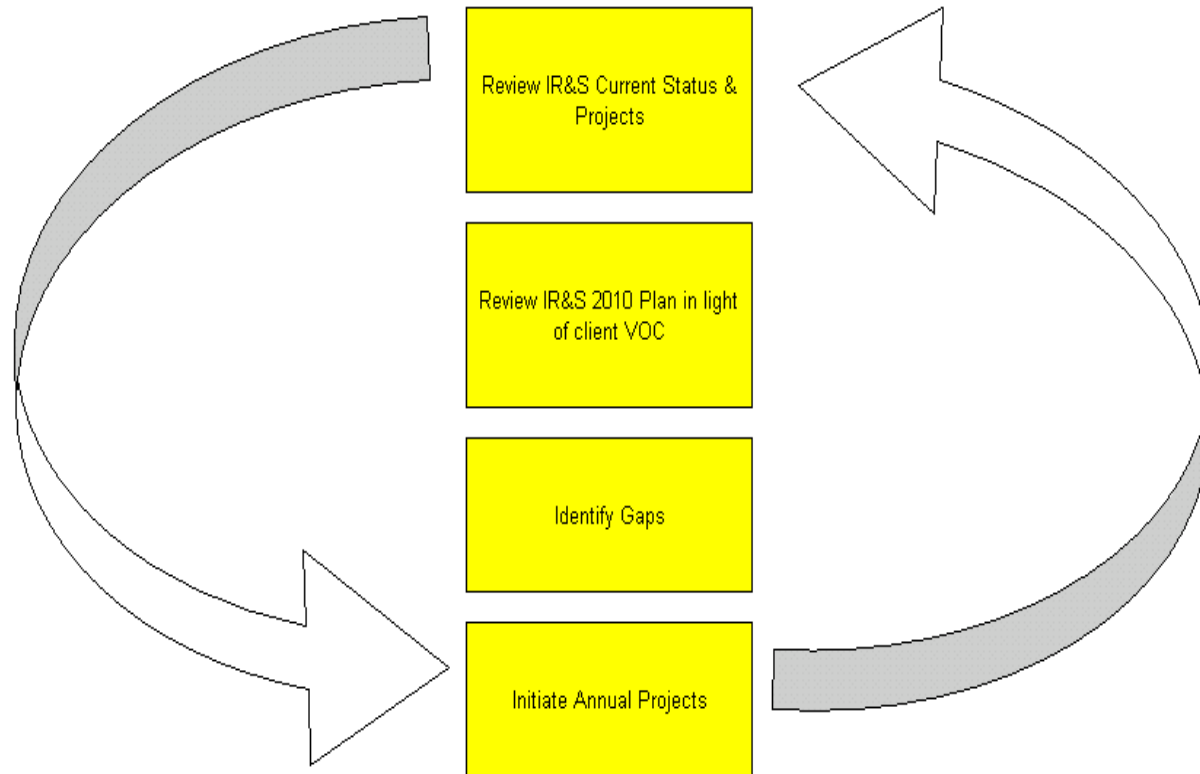 Review IR&S Current Status &
Projects
Review IR&S 2010 Plan in light
of client VOC
Identify Gaps
Initiate Annual Projects